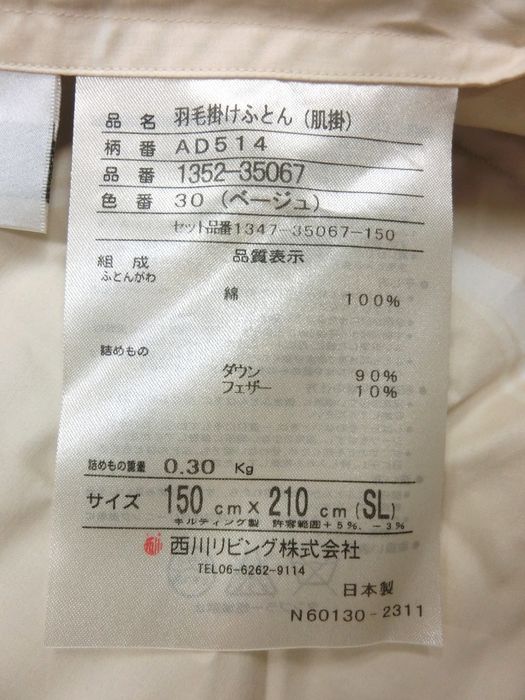 品 名 羽毛掛けふとん（肌掛）
柄 番 AD514
品 番 1352-35067
色 番 30（ベージュ）
セット品番1347-35067-150
組 成 品質表示
ふとんがわ
綿 100%
詰めもの
ダウン 90%
フェザー 10%
詰めもの重量 0.30 Kg
サイズ 150cm×210cm(SL)
キルティング製 許容範囲+5%, -3%
西川リビング株式会社
TEL06-6262-9114
日本製
N60130-2311